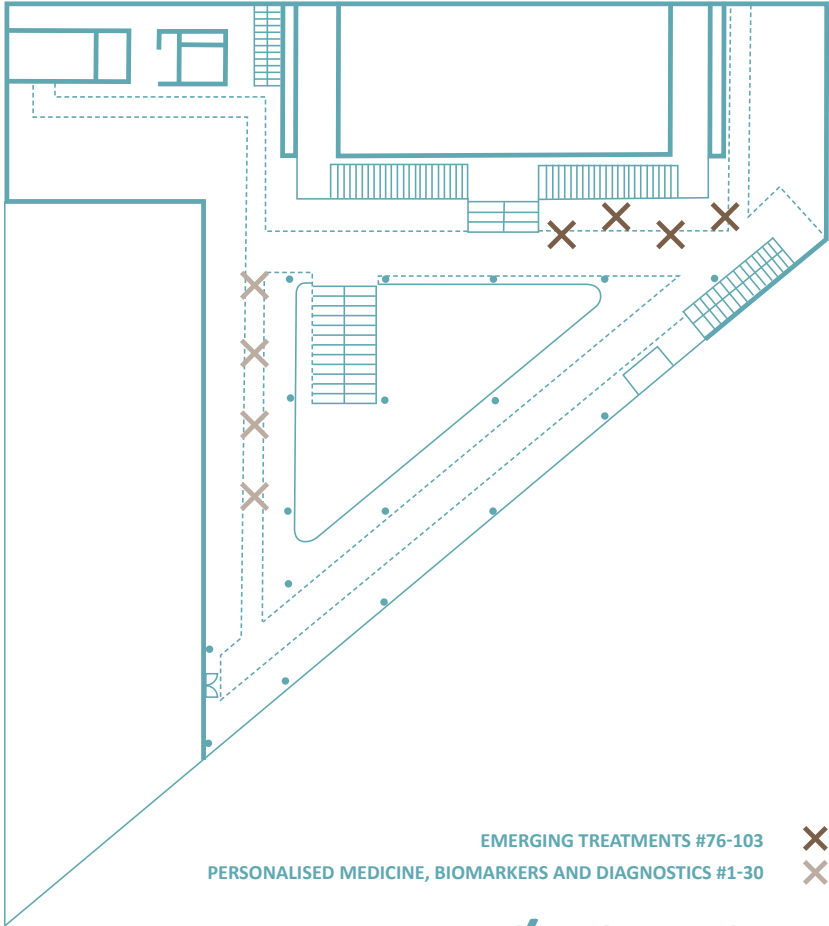 EMERGING TREATMENTS #76-103
PERSONALISED MEDICINE, BIOMARKERS AND DIAGNOSTICS #1-30